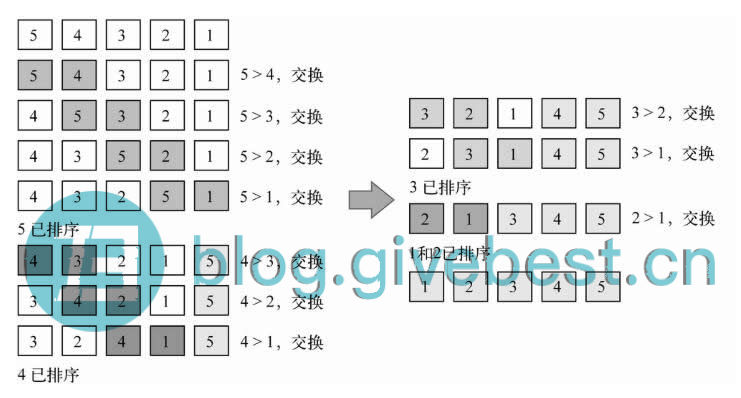 5 4 3 2 1
5 4 3 2 1 5 > 4，交换
4 5 3 2 1 5 > 3，交换
4 3 5 2 1 5 > 2，交换
4 3 2 5 1 5 > 1，交换
5 已排序
4 3 2 1 5 4 > 3，交换
3 4 2 1 5 4 > 2，交换
3 2 4 1 5 4 > 1，交换
4 已排序
3 2 1 4 5 3 > 2，交换
2 3 1 4 5 3 > 1，交换
3 已排序
2 1 3 4 5 2 > 1，交换
1和2已排序
1 2 3 4 5
blog.givebest.cn